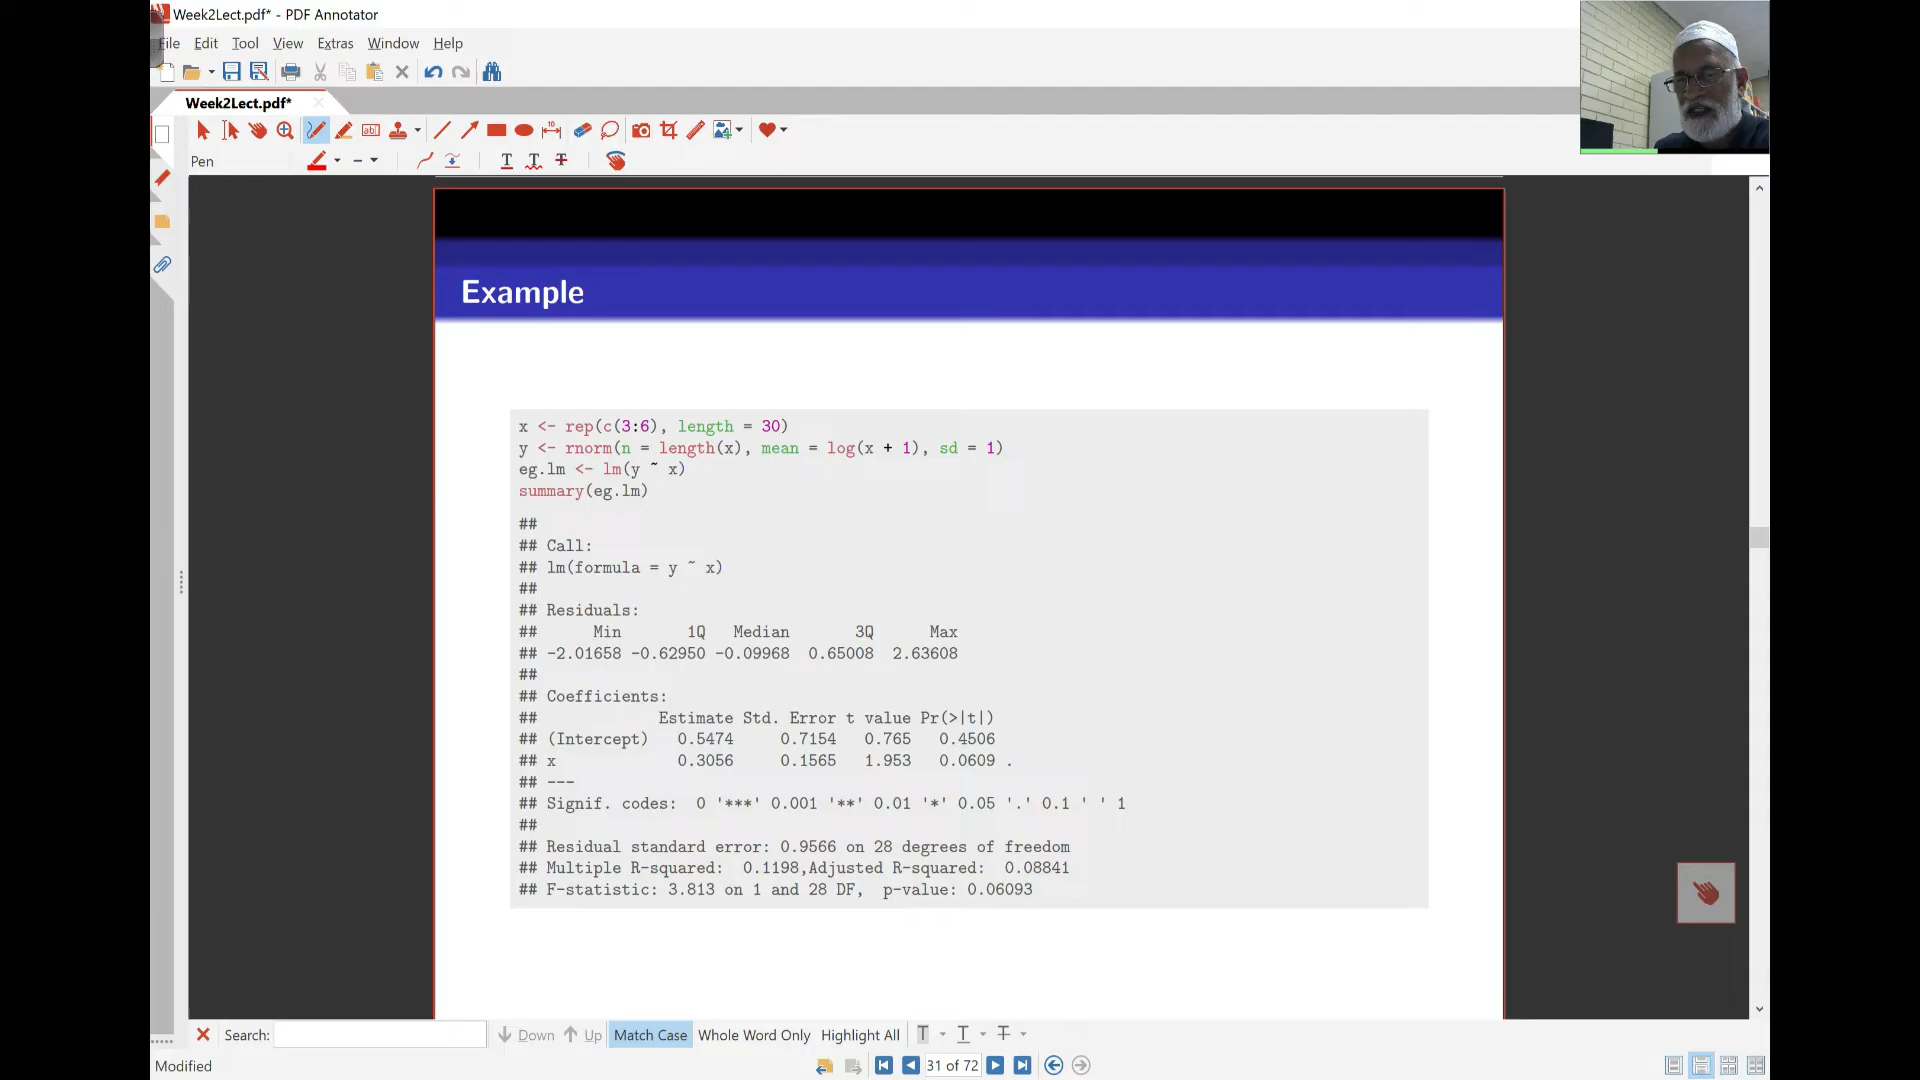 Week2Lect.pdf* - PDF Annotator
File Edit Tool View Extras Window Help
Week2Lect.pdf*
Pen
Example
x <- rep(c(3:6), length = 30)
y <- rnorm(n = length(x), mean = log(x + 1), sd = 1)
eg.lm <- lm(y ~ x)
summary(eg.lm)
##
## Call:
## lm(formula = y ~ x)
##
## Residuals:
##      Min       1Q   Median       3Q      Max
## -2.01658 -0.62950 -0.09968  0.65008  2.63608
##
## Coefficients:
##             Estimate Std. Error t value Pr(>|t|)
## (Intercept)   0.5474     0.7154   0.765   0.4506
## x             0.3056     0.1565   1.953   0.0609 .
## ---
## Signif. codes:  0 '***' 0.001 '**' 0.01 '*' 0.05 '.' 0.1 ' ' 1
##
## Residual standard error: 0.9566 on 28 degrees of freedom
## Multiple R-squared:  0.1198,Adjusted R-squared:  0.08841
## F-statistic: 3.813 on 1 and 28 DF,  p-value: 0.06093
Search: Down Up Match Case Whole Word Only Highlight All
Modified 31 of 72